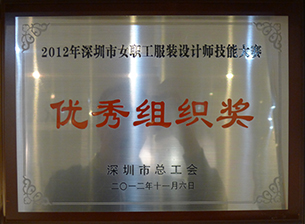 2012年深圳市女职工服装设计师技能大赛
优秀组织奖
深圳市总工会
二〇一二年十一月六日